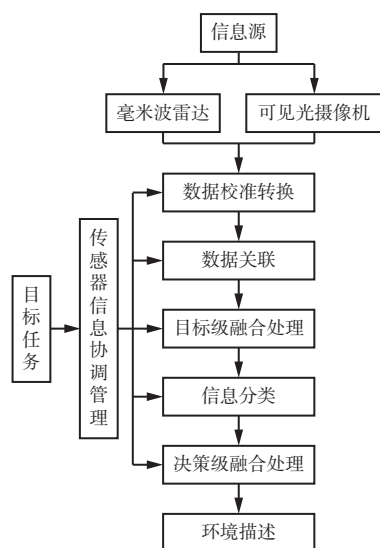 信息源
毫米波雷达
可见光摄像机
数据校准转换
数据关联
目标级融合处理
信息分类
决策级融合处理
环境描述
传感器信息协调管理
目标任务